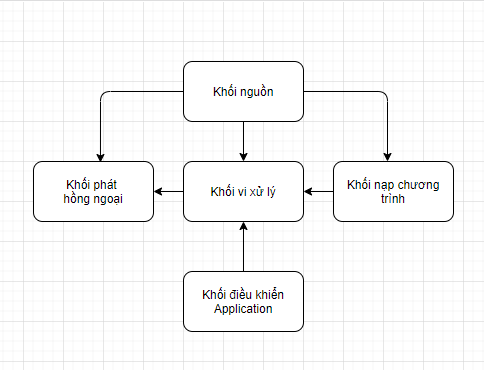 Khối nguồn
Khối phát
hồng ngoại
Khối vi xử lý
Khối nạp chương
trình
Khối điều khiển
Application